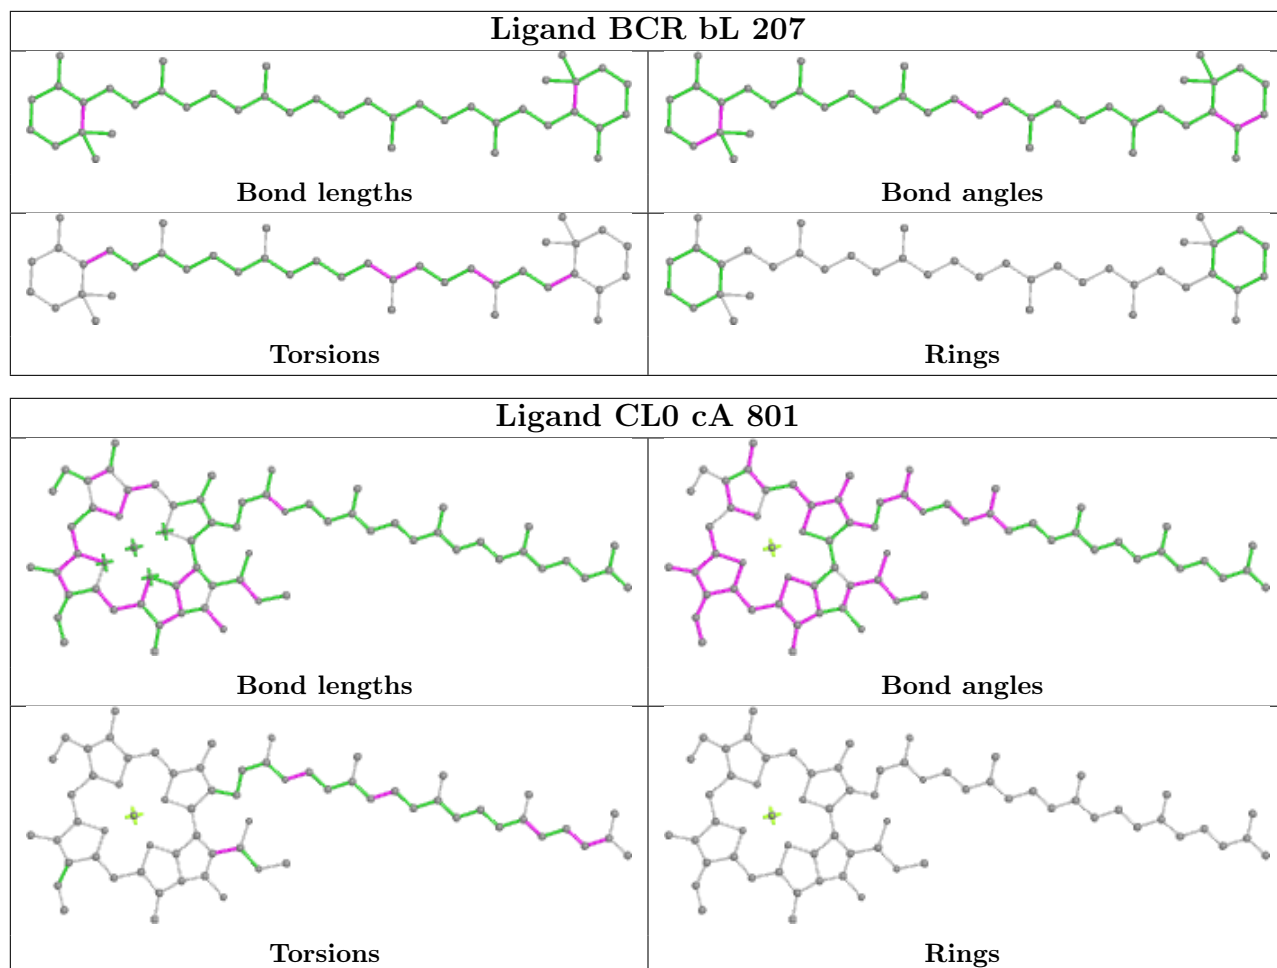 Ligand BCR bL 207
Bond lengths
Bond angles
Torsions
Rings
Ligand CL0 cA 801
Bond lengths
Bond angles
Torsions
Rings